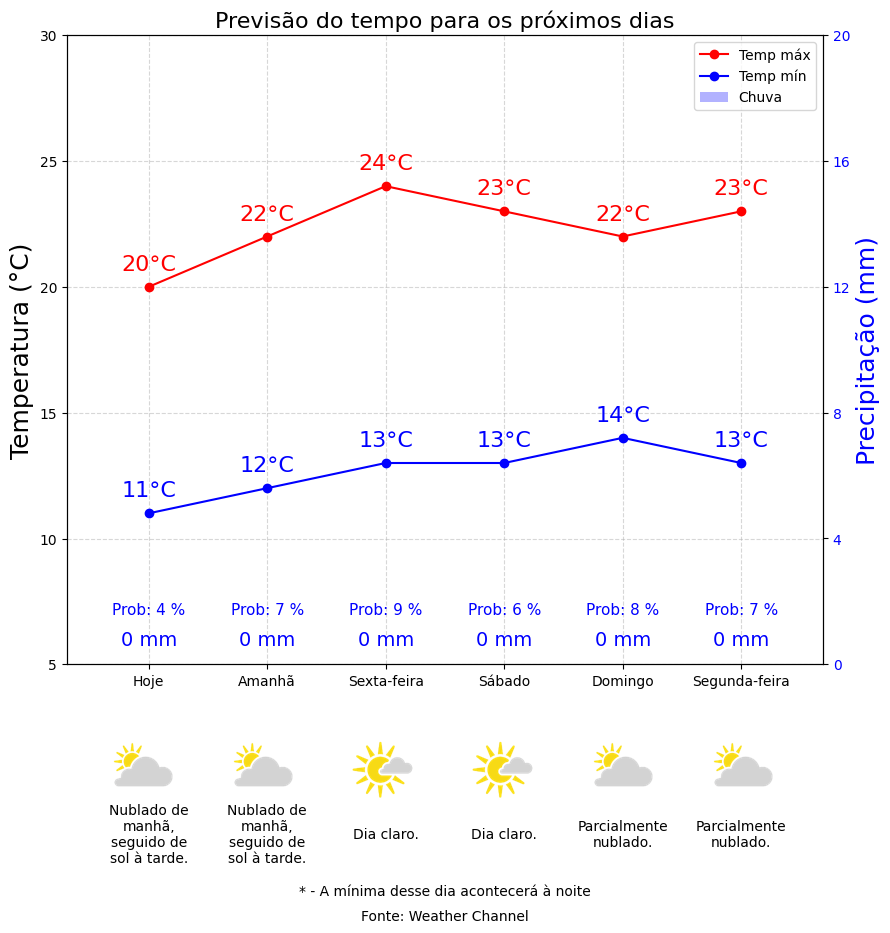 Previsão do tempo para os próximos dias
Temperatura (°C)
30
25
20
15
10
5
Temp máx
Temp mín
Chuva
20
16
12
8
4
0
Precipitação (mm)
20°C 22°C 24°C 23°C 22°C 23°C
11°C 12°C 13°C 13°C 14°C 13°C
Prob: 4 % Prob: 7 % Prob: 9 % Prob: 6 % Prob: 8 % Prob: 7 %
0 mm 0 mm 0 mm 0 mm 0 mm 0 mm
Hoje Amanhã Sexta-feira Sábado Domingo Segunda-feira
Nublado de
manhã,
seguido de
sol à tarde.
Nublado de
manhã,
seguido de
sol à tarde.
Dia claro.
Dia claro.
Parcialmente
nublado.
Parcialmente
nublado.
* - A mínima desse dia acontecerá à noite
Fonte: Weather Channel